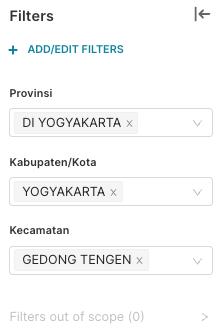 Filters
+ ADD/EDIT FILTERS
Provinsi
DI YOGYAKARTA ×
Kabupaten/Kota
YOGYAKARTA ×
Kecamatan
GEDONG TENGEN ×
Filters out of scope (0)